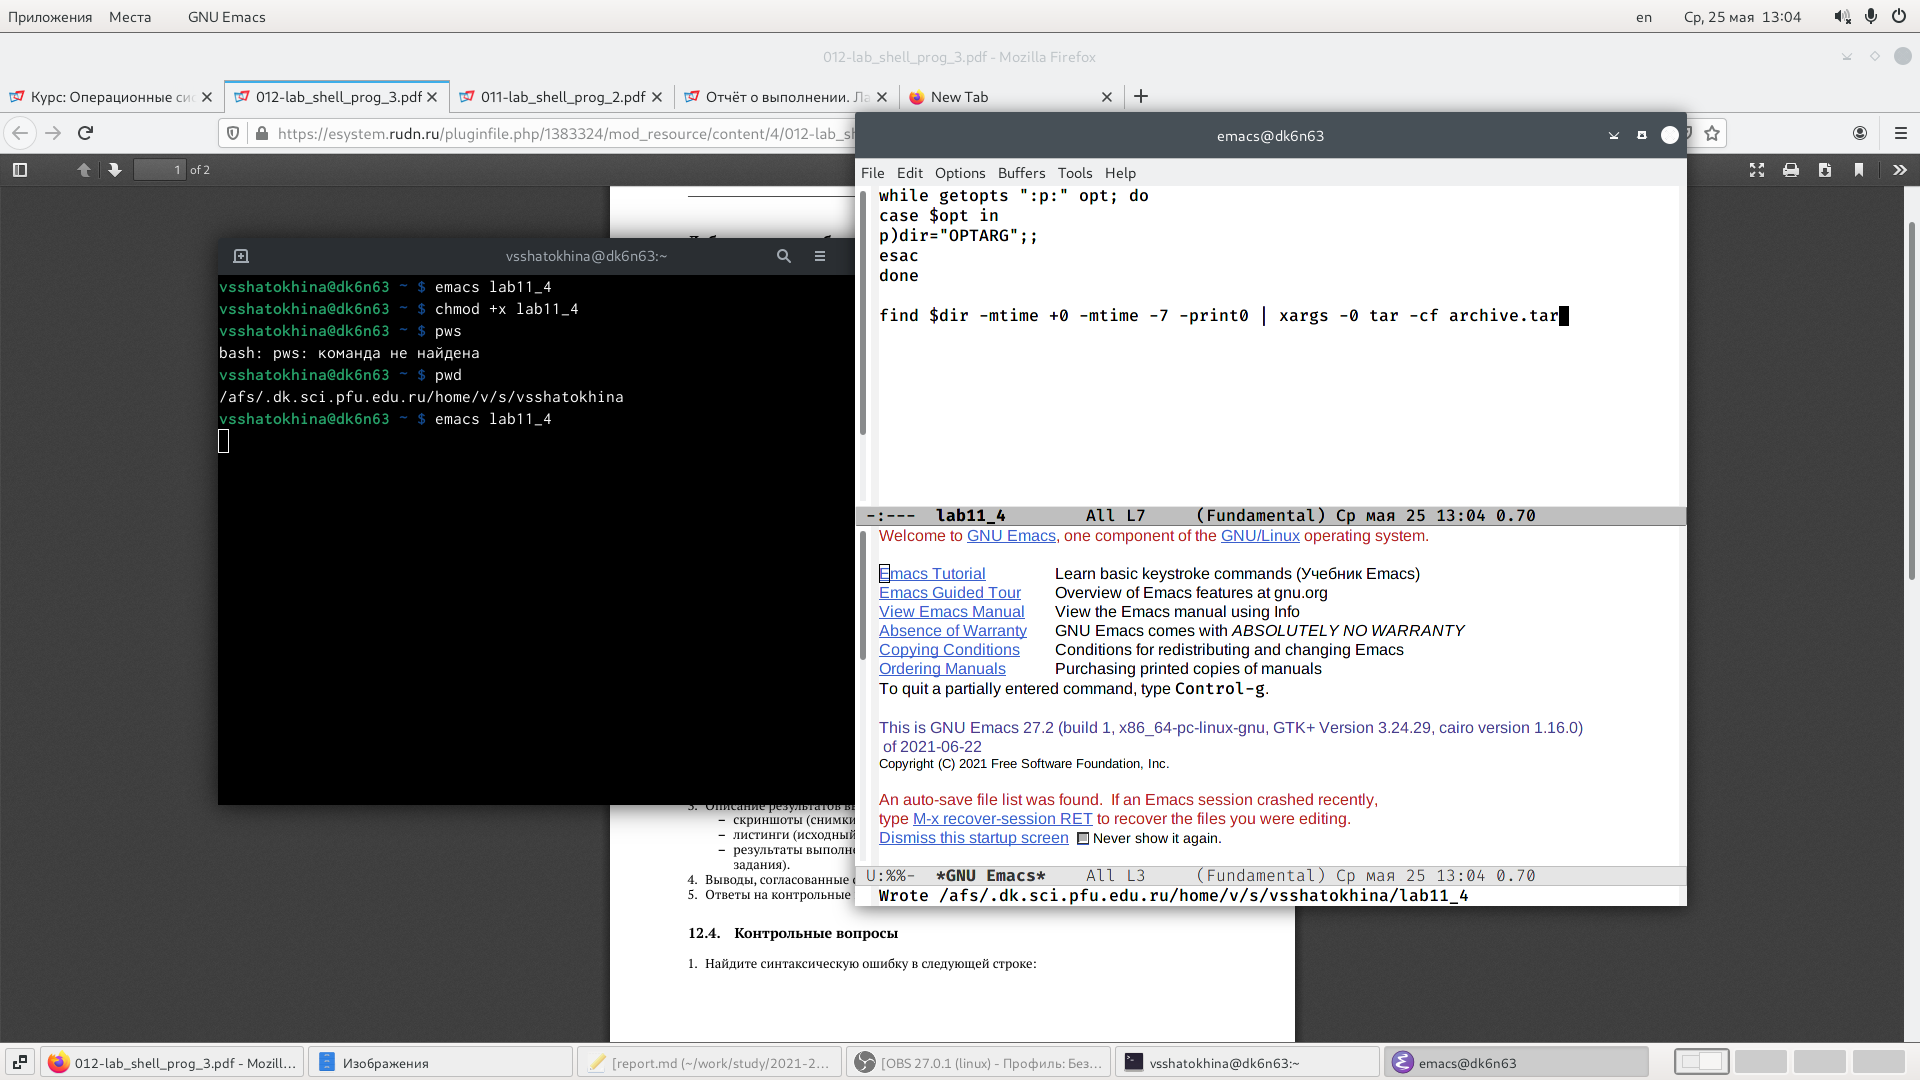 Приложения Места GNU Emacs en Ср, 25 мая 13:04
012-lab_shell_prog_3.pdf - Mozilla Firefox
Курс: Операционные си 012-lab_shell_prog_3.pdf 011-lab_shell_prog_2.pdf Отчёт о выполнении. Ла New Tab
https://esystem.rudn.ru/pluginfile.php/1383324/mod_resource/content/4/012-lab_s
1 of 2
vsshatokhina@dk6n63:~
vsshatokhina@dk6n63 ~ $ emacs lab11_4
vsshatokhina@dk6n63 ~ $ chmod +x lab11_4
vsshatokhina@dk6n63 ~ $ pws
bash: pws: команда не найдена
vsshatokhina@dk6n63 ~ $ pwd
/afs/.dk.sci.pfu.edu.ru/home/v/s/vsshatokhina
vsshatokhina@dk6n63 ~ $ emacs lab11_4
emacs@dk6n63
File Edit Options Buffers Tools Help
while getopts ":p:" opt; do
case $opt in
p)dir="OPTARG";;
esac
done
find $dir -mtime +0 -mtime -7 -print0 | xargs -0 tar -cf archive.tar
-:--- lab11_4 All L7 (Fundamental) Ср мая 25 13:04 0.70
Welcome to GNU Emacs, one component of the GNU/Linux operating system.
Emacs Tutorial Learn basic keystroke commands (Учебник Emacs)
Emacs Guided Tour Overview of Emacs features at gnu.org
View Emacs Manual View the Emacs manual using Info
Absence of Warranty GNU Emacs comes with ABSOLUTELY NO WARRANTY
Copying Conditions Conditions for redistributing and changing Emacs
Ordering Manuals Purchasing printed copies of manuals
To quit a partially entered command, type Control-g.
This is GNU Emacs 27.2 (build 1, x86_64-pc-linux-gnu, GTK+ Version 3.24.29, cairo version 1.16.0)
of 2021-06-22
Copyright (C) 2021 Free Software Foundation, Inc.
An auto-save file list was found. If an Emacs session crashed recently,
type M-x recover-session RET to recover the files you were editing.
Dismiss this startup screen Never show it again.
U:%%- *GNU Emacs* All L3 (Fundamental) Ср мая 25 13:04 0.70
Wrote /afs/.dk.sci.pfu.edu.ru/home/v/s/vsshatokhina/lab11_4
3. Описание результатов
– скриншоты (снимки
– листинги (исходный
– результаты
задания).
4. Выводы, согласованные
5. Ответы на контрольные
12.4. Контрольные вопросы
1. Найдите синтаксическую ошибку в следующей строке:
012-lab_shell_prog_3.pdf - Mozill... Изображения [report.md (~/work/study/2021-2... [OBS 27.0.1 (linux) - Профиль: Без... vsshatokhina@dk6n63:~ emacs@dk6n63